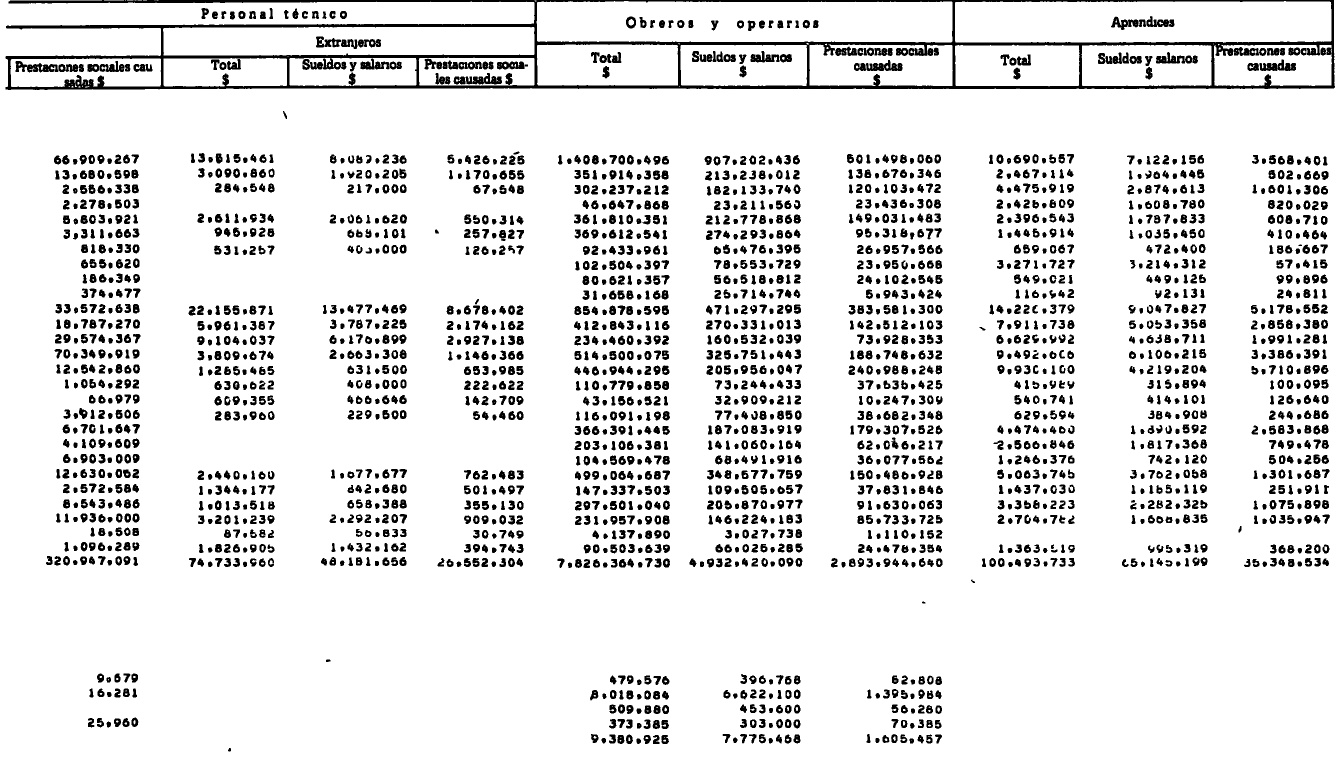 Personal técnico Obreros y operarios Aprendices
Extranjeros
Prestaciones sociales causadas $ Total $ Sueldos y salarios $ Prestaciones sociales causadas $ Total $ Sueldos y salarios $ Prestaciones sociales causadas $ Total $ Sueldos y salarios $ Prestaciones sociales causadas $
66.909.267 13.515.461 8.089.236 5.426.225 1.408.700.496 907.202.436 501.498.060 10.690.557 7.122.156 3.568.401
13.680.598 3.090.860 1.920.205 1.170.655 351.914.358 213.238.012 138.676.346 2.467.114 1.964.445 502.669
2.556.338 284.548 217.000 67.548 302.237.212 182.133.740 120.103.472 4.475.919 2.874.613 1.601.306
2.278.503 46.647.868 23.211.560 23.436.308 2.428.809 1.608.780 820.029
5.803.921 2.611.934 2.061.620 550.314 361.810.351 212.778.868 149.031.483 2.396.543 1.787.833 608.710
3.311.663 945.928 688.101 257.827 369.612.541 274.293.864 95.318.677 1.445.914 1.035.450 410.464
818.330 531.257 405.000 126.257 92.433.961 65.476.395 26.957.566 659.067 472.400 186.667
655.620 102.504.397 78.553.729 23.950.668 3.271.727 3.214.312 57.415
186.349 80.621.357 56.518.812 24.102.545 549.021 449.125 99.896
374.477 31.658.168 25.714.744 5.943.424 116.942 92.131 24.811
33.572.638 22.155.871 13.477.469 8.678.402 854.878.595 471.297.295 383.581.300 14.226.379 9.047.827 5.178.552
18.787.270 5.961.387 3.787.225 2.174.162 412.843.116 270.331.013 142.512.103 7.911.738 5.053.358 2.858.380
29.574.367 9.104.037 6.176.899 2.927.138 234.460.392 160.532.039 73.928.353 6.629.992 4.638.711 1.991.281
70.349.919 3.809.674 2.663.308 1.146.366 514.500.075 325.751.443 188.748.632 9.492.606 6.106.215 3.386.391
12.542.860 1.285.485 631.500 653.985 446.944.295 205.956.047 240.988.248 9.930.100 4.219.204 5.710.896
1.054.292 630.622 408.000 222.622 110.779.858 73.244.433 37.535.425 415.989 315.894 100.095
66.979 609.355 466.646 142.709 43.156.521 32.909.212 10.247.309 540.741 414.101 126.640
3.912.506 283.960 229.500 54.460 116.091.198 77.408.850 38.682.348 629.594 384.908 244.686
6.701.647 366.391.445 187.083.919 179.307.526 4.474.460 1.890.592 2.583.868
4.109.609 203.106.381 141.060.164 62.046.217 2.566.846 1.817.368 749.478
6.903.009 104.569.478 68.491.916 36.077.562 1.246.376 742.120 504.256
12.630.052 2.440.160 1.677.677 762.483 499.064.687 348.577.759 150.486.928 5.063.745 3.762.058 1.301.687
2.572.584 1.344.177 842.680 501.497 147.337.503 109.505.657 37.831.846 1.437.030 1.185.119 251.911
8.543.486 1.013.518 658.388 355.130 297.501.040 205.870.977 91.630.063 3.358.223 2.282.325 1.075.898
11.936.000 3.201.239 2.292.207 909.032 231.957.908 146.224.183 85.733.725 2.704.782 1.668.835 1.035.947
18.508 87.582 56.833 30.749 4.137.890 3.027.738 1.110.152
1.096.289 1.826.905 1.432.162 394.743 90.503.639 66.025.285 24.478.354 1.363.519 995.319 368.200
320.947.091 74.733.960 48.181.656 26.552.304 7.826.364.730 4.932.420.090 2.893.944.640 100.493.733 65.145.199 35.348.534
9.679 479.576 396.768 82.808
16.281 8.018.084 6.622.100 1.395.984
509.880 453.600 56.280
25.960 373.385 303.000 70.385
9.380.925 7.775.468 1.605.457